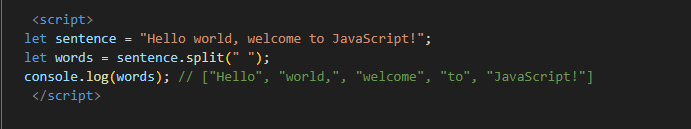 <script>
let sentence = "Hello world, welcome to JavaScript!";
let words = sentence.split(" ");
console.log(words); // ["Hello", "world,", "welcome", "to", "JavaScript!"]
</script>